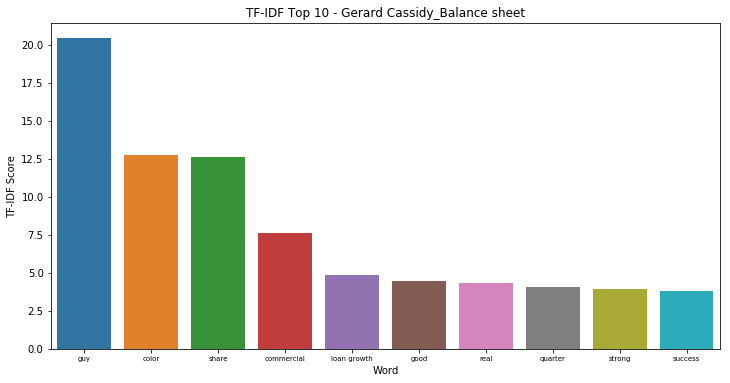 TF-IDF Top 10 - Gerard Cassidy_Balance sheet
TF-IDF Score
20.0
17.5
15.0
12.5
10.0
7.5
5.0
2.5
0.0
guy color share commercial loan growth good real quarter strong success
Word